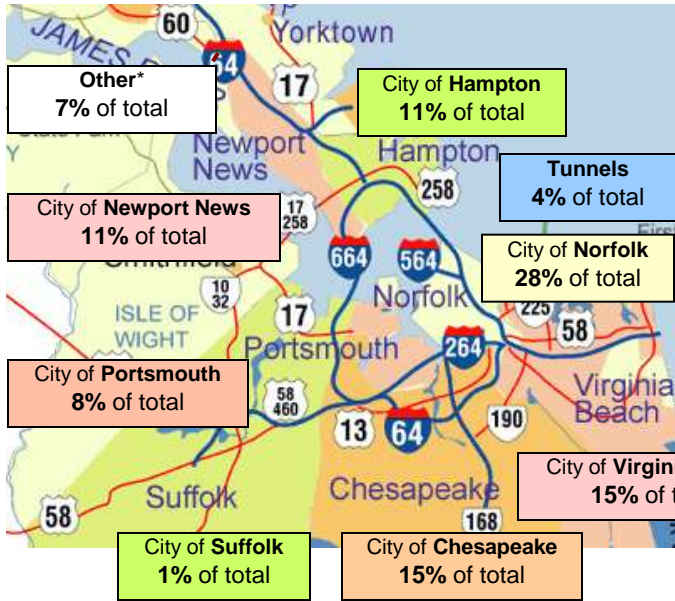 60
Yorktown
JAMES
64
Other*
7% of total
17
City of Hampton
11% of total
Newport
News
Hampton
Tunnels
4% of total
258
City of Newport News
11% of total
17
258
City of Norfolk
28% of total
664
564
Norfolk
10
32
ISLE OF
WIGHT
17
225
58
Portsmouth
264
City of Portsmouth
8% of total
58
460
Virginia
Beach
13
64
190
City of Virgin
15% of t
Suffolk
Chesapeake
58
168
City of Suffolk
1% of total
City of Chesapeake
15% of total